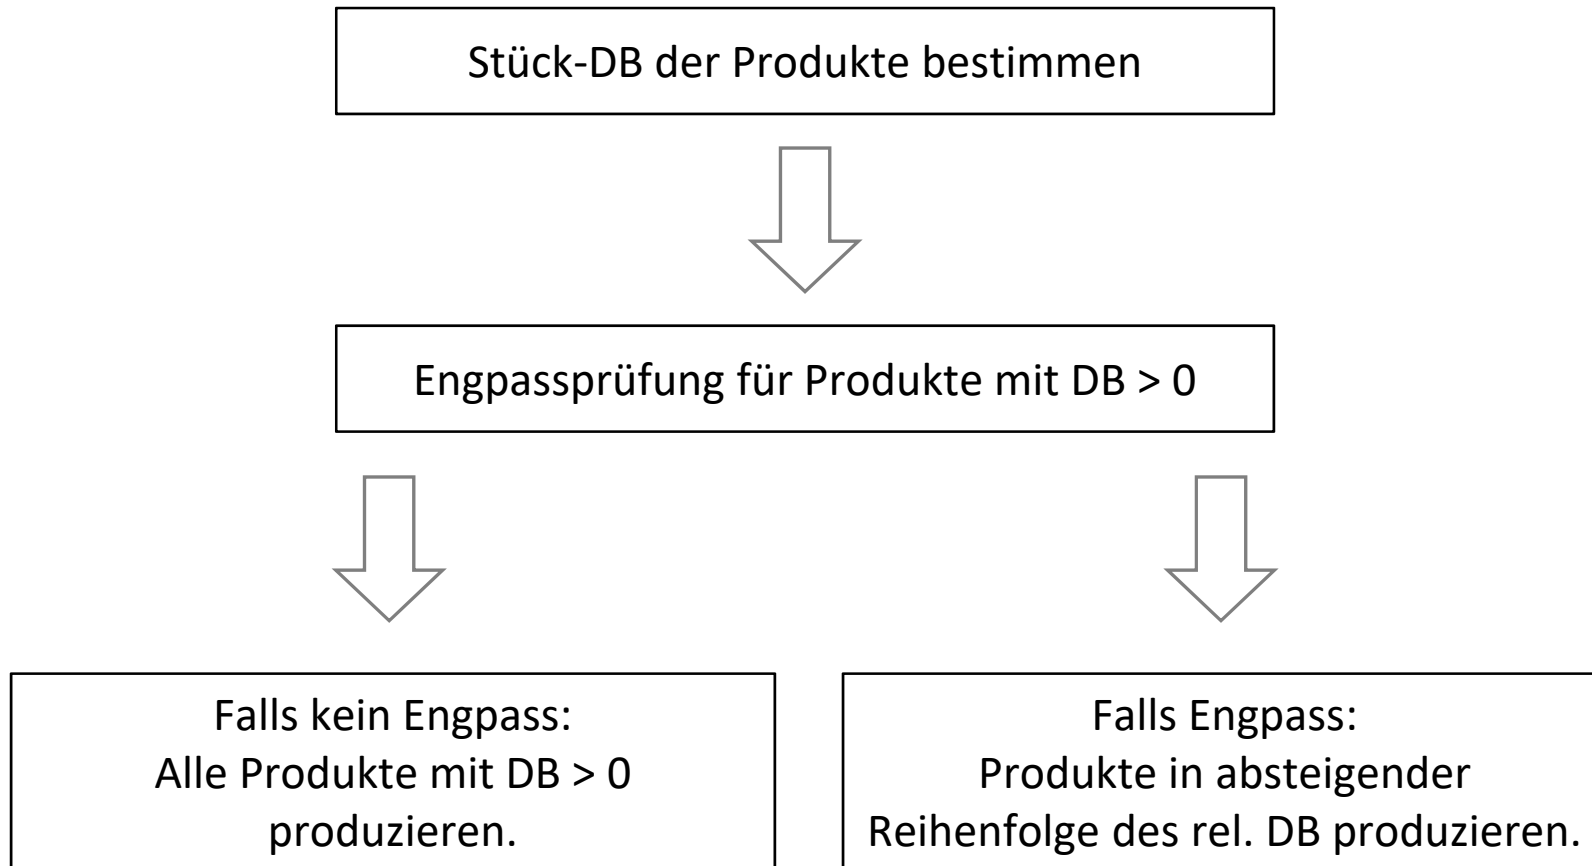 Stück-DB der Produkte bestimmen
Engpassprüfung für Produkte mit DB > 0
Falls kein Engpass:
Alle Produkte mit DB > 0
produzieren.
Falls Engpass:
Produkte in absteigender
Reihenfolge des rel. DB produzieren.